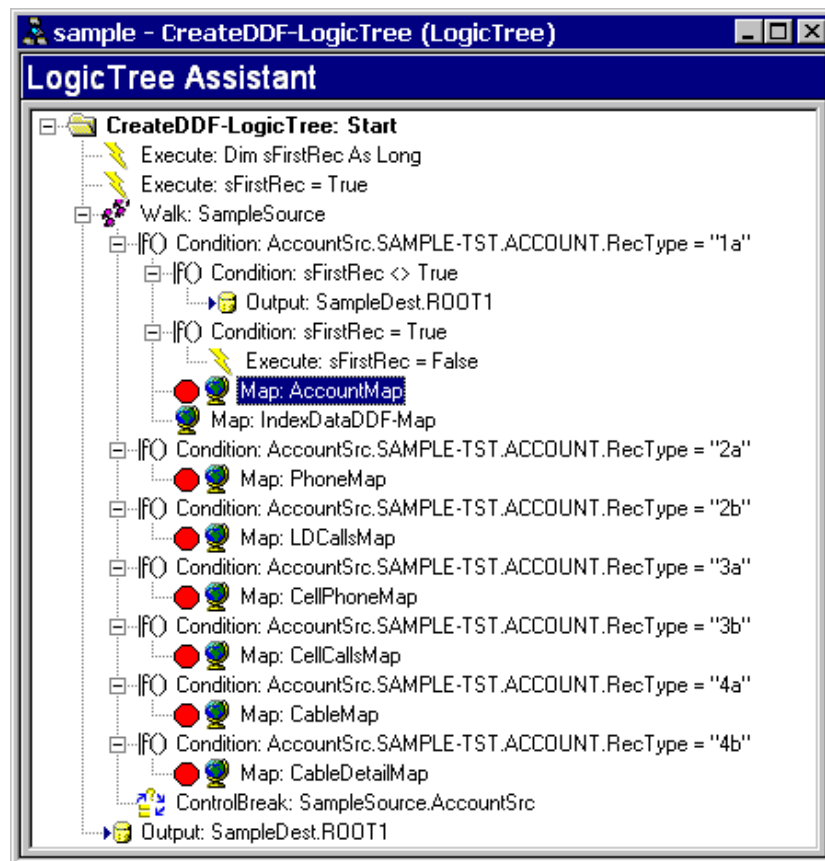 sample - CreateDDF-LogicTree (LogicTree)
LogicTree Assistant
CreateDDF-LogicTree: Start
Execute: Dim sFirstRec As Long
Execute: sFirstRec = True
Walk: SampleSource
If() Condition: AccountSrc.SAMPLE-TST.ACCOUNT.RecType = "1a"
If() Condition: sFirstRec <> True
Output: SampleDest.ROOT1
If() Condition: sFirstRec = True
Execute: sFirstRec = False
Map: AccountMap
Map: IndexDataDDF-Map
If() Condition: AccountSrc.SAMPLE-TST.ACCOUNT.RecType = "2a"
Map: PhoneMap
If() Condition: AccountSrc.SAMPLE-TST.ACCOUNT.RecType = "2b"
Map: LDCallsMap
If() Condition: AccountSrc.SAMPLE-TST.ACCOUNT.RecType = "3a"
Map: CellPhoneMap
If() Condition: AccountSrc.SAMPLE-TST.ACCOUNT.RecType = "3b"
Map: CellCallsMap
If() Condition: AccountSrc.SAMPLE-TST.ACCOUNT.RecType = "4a"
Map: CableMap
If() Condition: AccountSrc.SAMPLE-TST.ACCOUNT.RecType = "4b"
Map: CableDetailMap
ControlBreak: SampleSource.AccountSrc
Output: SampleDest.ROOT1